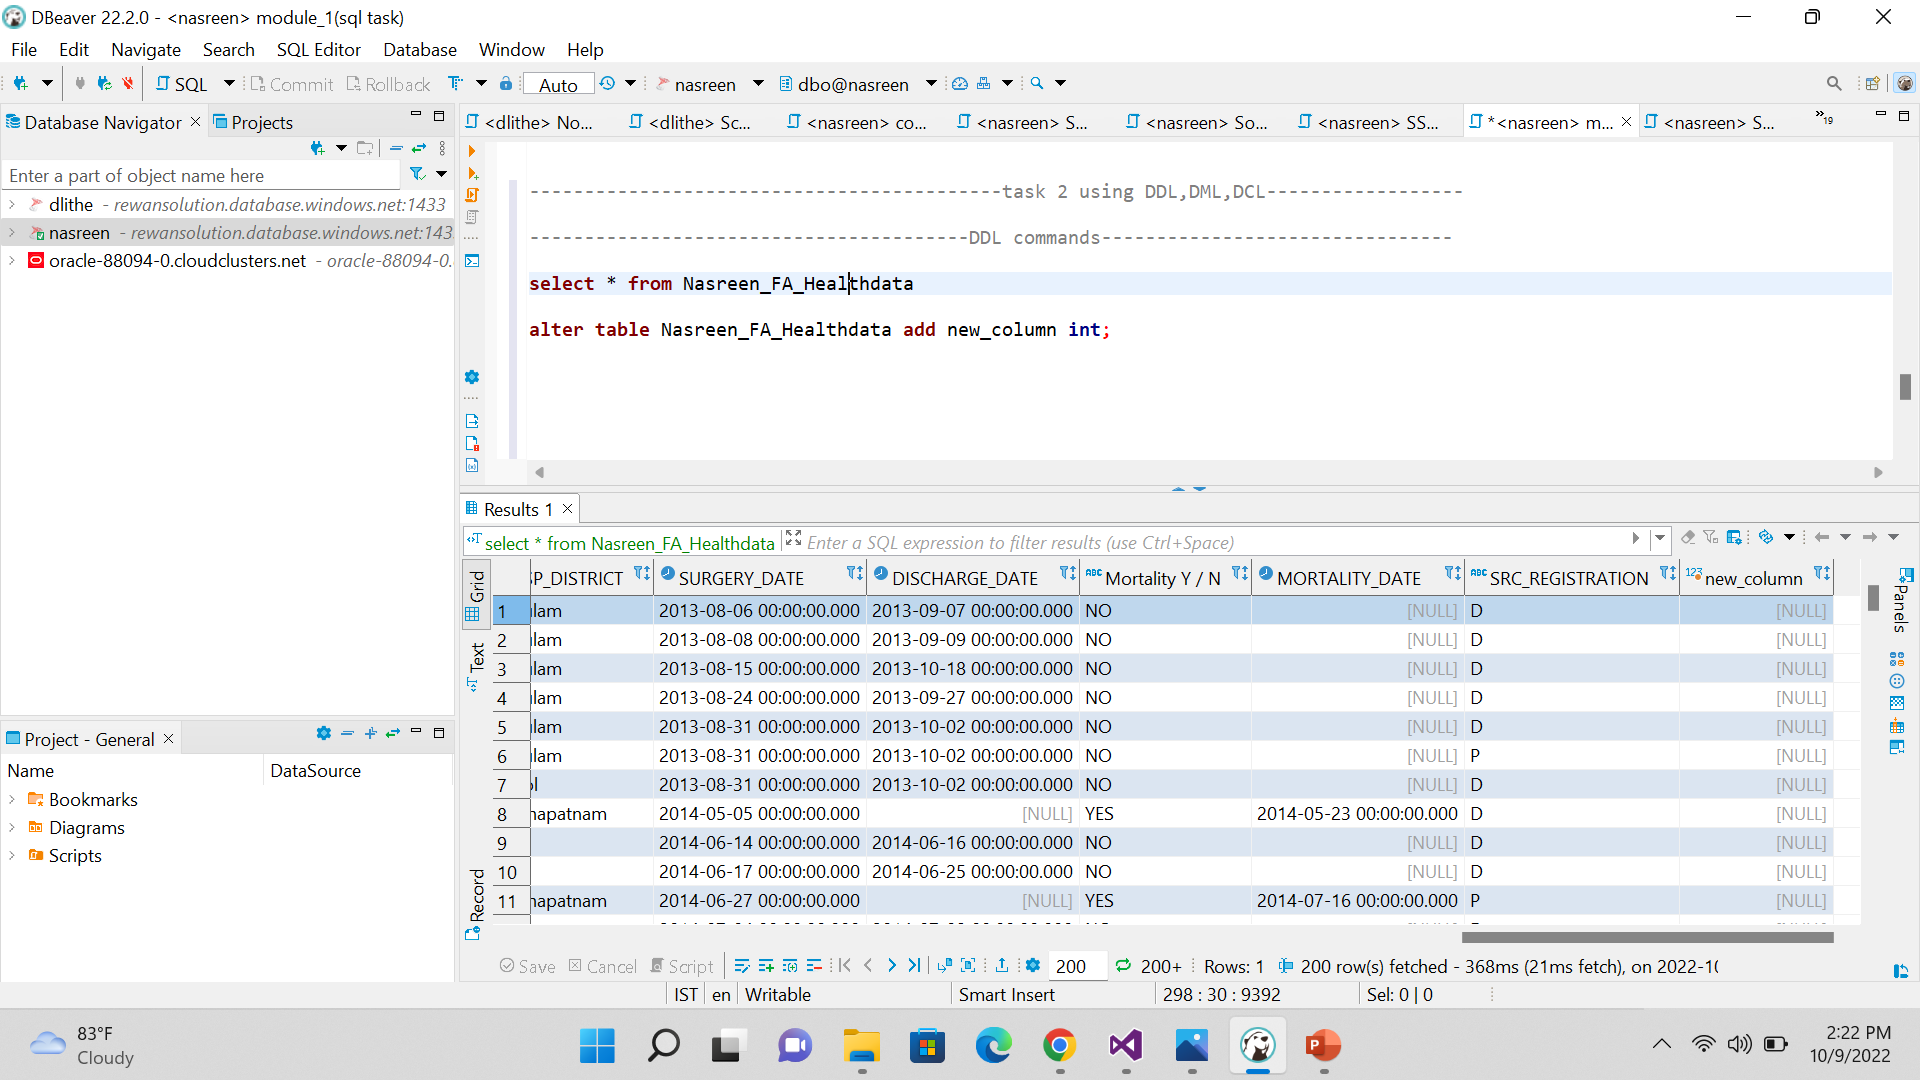 DBeaver 22.2.0 - <nasreen> module_1(sql task)
File Edit Navigate Search SQL Editor Database Window Help
SQL Commit Rollback Auto nasreen dbo@nasreen
Database Navigator Projects
<dlithe> No... <dlithe> Sc... <nasreen> co... <nasreen> S... <nasreen> So... <nasreen> SS... *<nasreen> m... <nasreen> S... »19
Enter a part of object name here
dlithe - rewansolution.database.windows.net:1433
nasreen - rewansolution.database.windows.net:143
oracle-88094-0.cloudclusters.net - oracle-88094-0.
-------------------------------------------task 2 using DDL,DML,DCL------------------
----------------------------------------DDL commands--------------------------------
select * from Nasreen_FA_Healthdata
alter table Nasreen_FA_Healthdata add new_column int;
Results 1
select * from Nasreen_FA_Healthdata Enter a SQL expression to filter results (use Ctrl+Space)
Grid
Text
Record
Panels
P_DISTRICT SURGERY_DATE DISCHARGE_DATE ABC Mortality Y / N MORTALITY_DATE ABC SRC_REGISTRATION 123 new_column
1 lam 2013-08-06 00:00:00.000 2013-09-07 00:00:00.000 NO [NULL] D [NULL]
2 lam 2013-08-08 00:00:00.000 2013-09-09 00:00:00.000 NO [NULL] D [NULL]
3 lam 2013-08-15 00:00:00.000 2013-10-18 00:00:00.000 NO [NULL] D [NULL]
4 lam 2013-08-24 00:00:00.000 2013-09-27 00:00:00.000 NO [NULL] D [NULL]
5 lam 2013-08-31 00:00:00.000 2013-10-02 00:00:00.000 NO [NULL] D [NULL]
6 lam 2013-08-31 00:00:00.000 2013-10-02 00:00:00.000 NO [NULL] P [NULL]
7 ol 2013-08-31 00:00:00.000 2013-10-02 00:00:00.000 NO [NULL] D [NULL]
8 napatnam 2014-05-05 00:00:00.000 [NULL] YES 2014-05-23 00:00:00.000 D [NULL]
9 2014-06-14 00:00:00.000 2014-06-16 00:00:00.000 NO [NULL] D [NULL]
10 2014-06-17 00:00:00.000 2014-06-25 00:00:00.000 NO [NULL] D [NULL]
11 napatnam 2014-06-27 00:00:00.000 [NULL] YES 2014-07-16 00:00:00.000 P [NULL]
Save Cancel Script 200 200+ Rows: 1 200 row(s) fetched - 368ms (21ms fetch), on 2022-10
Project - General
Name DataSource
Bookmarks
Diagrams
Scripts
IST en Writable Smart Insert 298 : 30 : 9392 Sel: 0 | 0
83°F
Cloudy
2:22 PM
10/9/2022